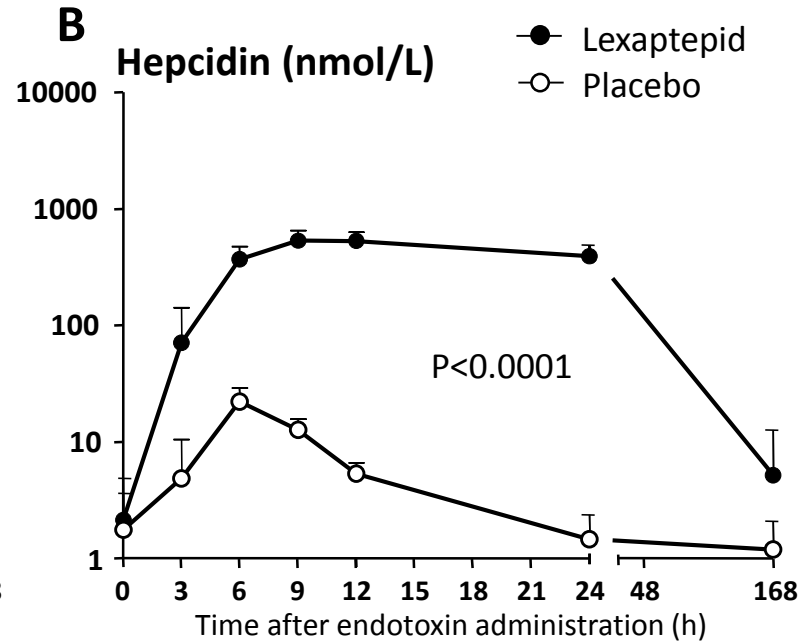 B
Hepcidin (nmol/L)
Lexaptepid
Placebo
10000
1000
100
10
1
P<0.0001
0 3 6 9 12 15 18 21 24 48 168
Time after endotoxin administration (h)